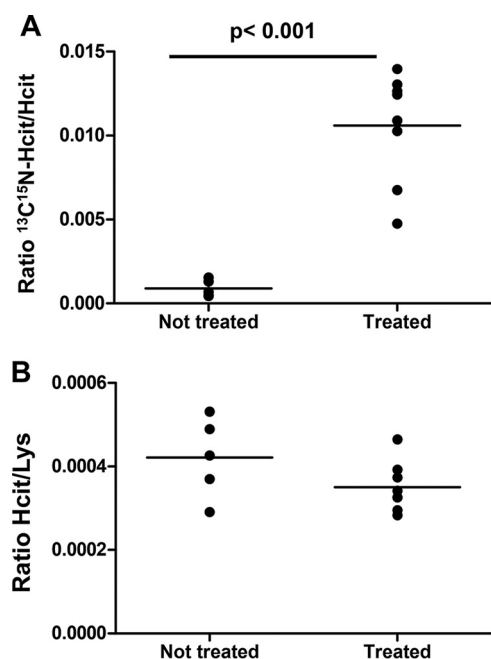 A
p< 0.001
Ratio ¹³C¹⁵N-Hcit/Hcit
0.015
0.010
0.005
0.000
Not treated
Treated
B
Ratio Hcit/Lys
0.0006
0.0004
0.0002
0.0000
Not treated
Treated